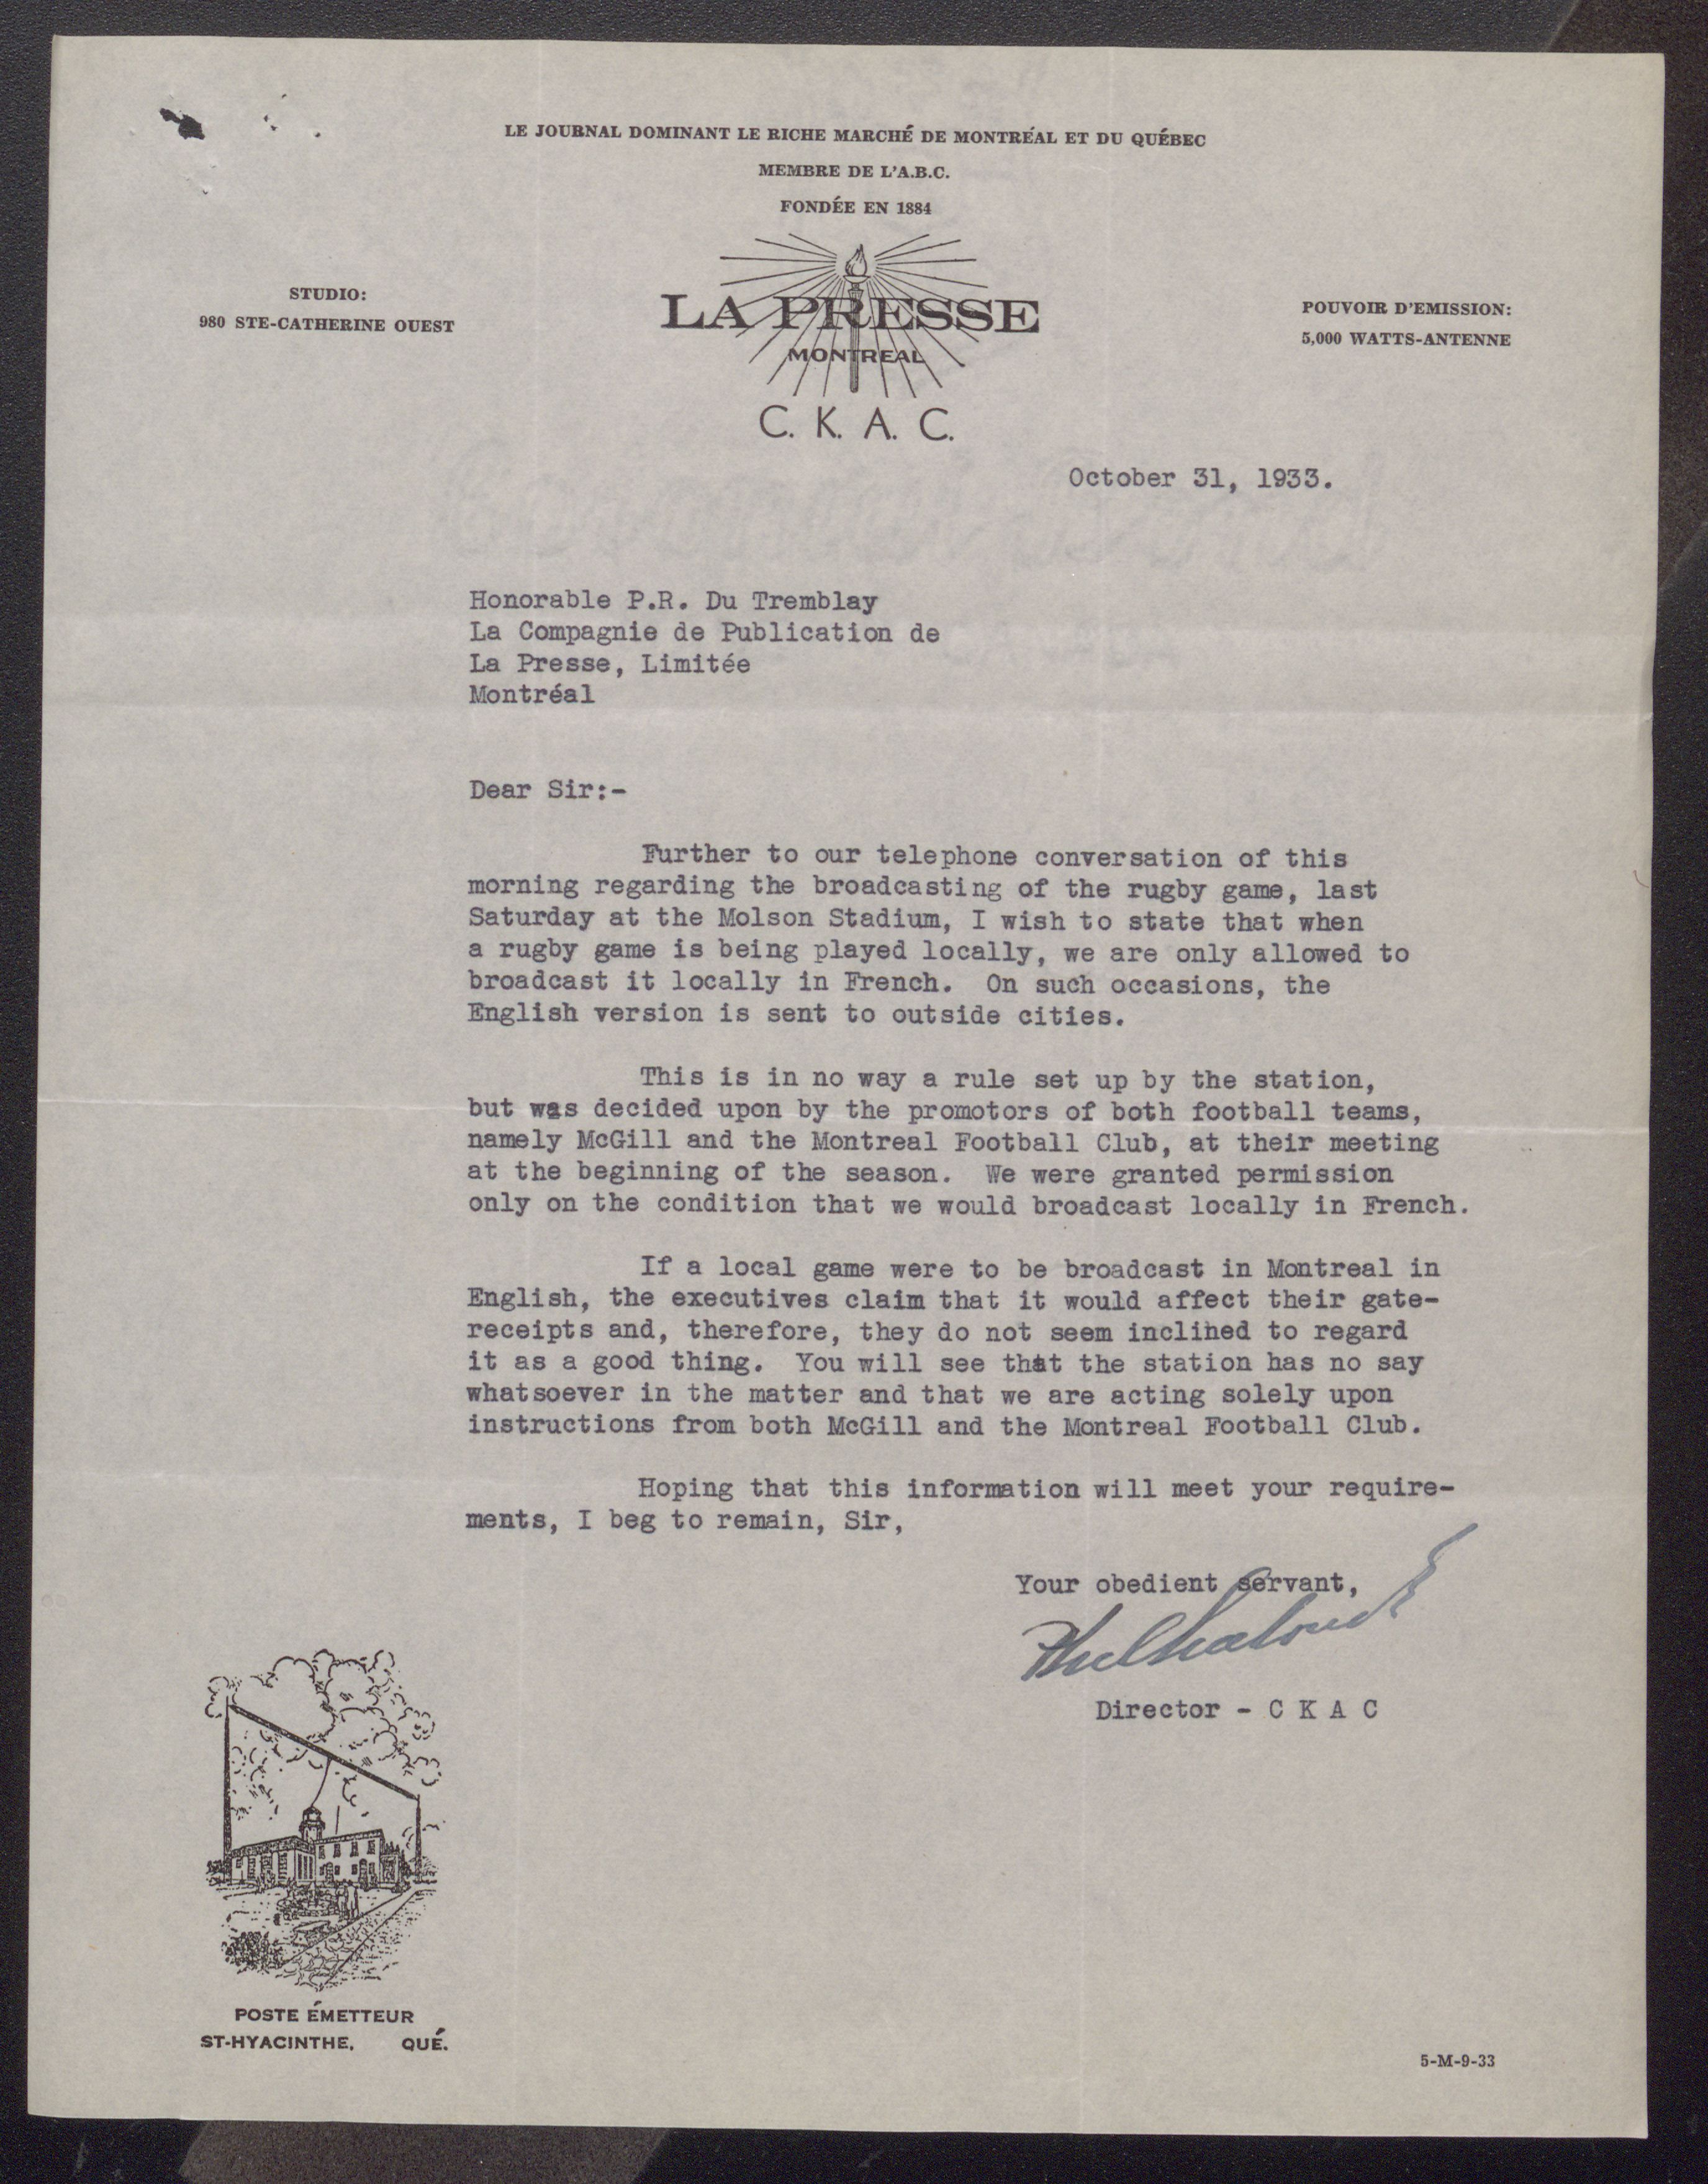 LE JOURNAL DOMINANT LE RICHE MARCHÉ DE MONTRÉAL ET DU QUÉBEC
MEMBRE DE L'A.B.C.
FONDÉE EN 1884
STUDIO:
980 STE-CATHERINE OUEST
LA PRESSE
MONTREAL
C. K. A. C.
POUVOIR D'EMISSION:
5,000 WATTS-ANTENNE
October 31, 1933.
Honorable P.R. Du Tremblay
La Compagnie de Publication de
La Presse, Limitée
Montréal
Dear Sir:-
Further to our telephone conversation of this
morning regarding the broadcasting of the rugby game, last
Saturday at the Molson Stadium, I wish to state that when
a rugby game is being played locally, we are only allowed to
broadcast it locally in French. On such occasions, the
English version is sent to outside cities.
This is in no way a rule set up by the station,
but was decided upon by the promotors of both football teams,
namely McGill and the Montreal Football Club, at their meeting
at the beginning of the season. We were granted permission
only on the condition that we would broadcast locally in French.
If a local game were to be broadcast in Montreal in
English, the executives claim that it would affect their gate-
receipts and, therefore, they do not seem inclined to regard
it as a good thing. You will see that the station has no say
whatsoever in the matter and that we are acting solely upon
instructions from both McGill and the Montreal Football Club.
Hoping that this information will meet your require-
ments, I beg to remain, Sir,
Your obedient servant,
Director - C K A C
POSTE ÉMETTEUR
ST-HYACINTHE, QUÉ.
5-M-9-33